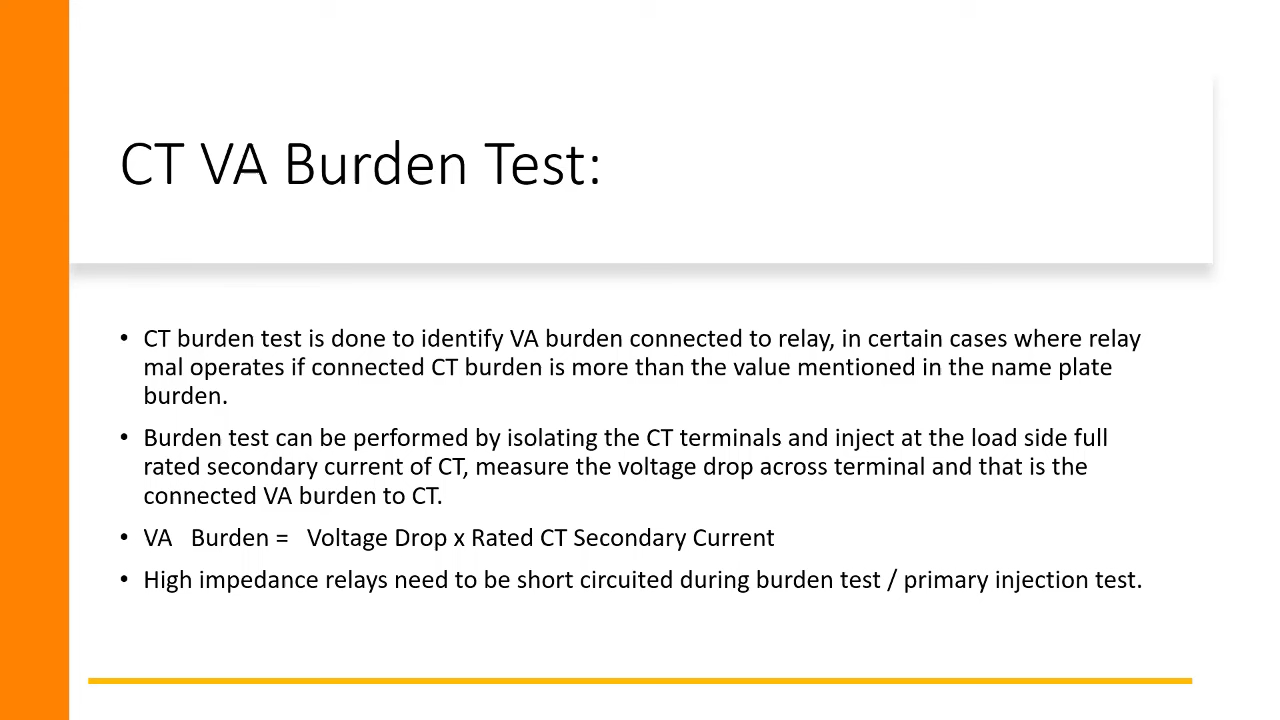 CT VA Burden Test:
• CT burden test is done to identify VA burden connected to relay, in certain cases where relay
mal operates if connected CT burden is more than the value mentioned in the name plate
burden.
• Burden test can be performed by isolating the CT terminals and inject at the load side full
rated secondary current of CT, measure the voltage drop across terminal and that is the
connected VA burden to CT.
• VA   Burden =   Voltage Drop x Rated CT Secondary Current
• High impedance relays need to be short circuited during burden test / primary injection test.